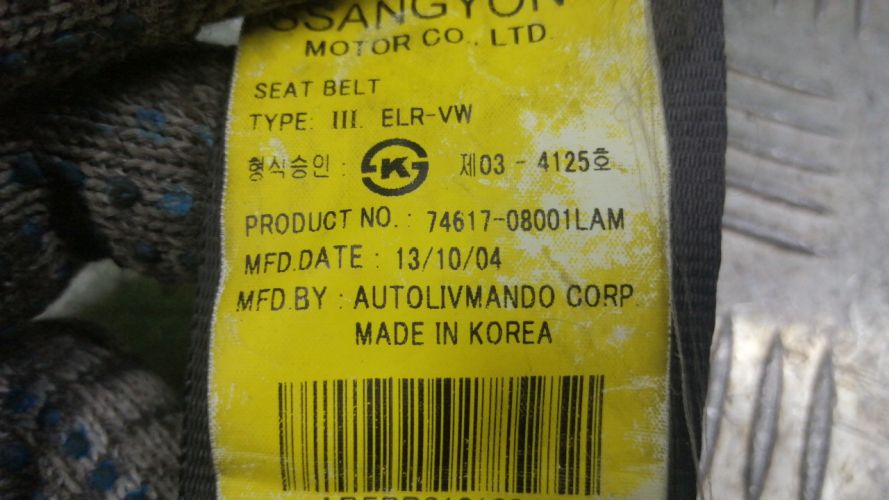 SSANGYON
MOTOR CO., LTD.
SEAT BELT
TYPE: III. ELR-VW
형식승인 : K 제03 - 4125호
PRODUCT NO.: 74617-08001LAM
MFD.DATE : 13/10/04
MFD.BY : AUTOLIVMANDO CORP.
MADE IN KOREA